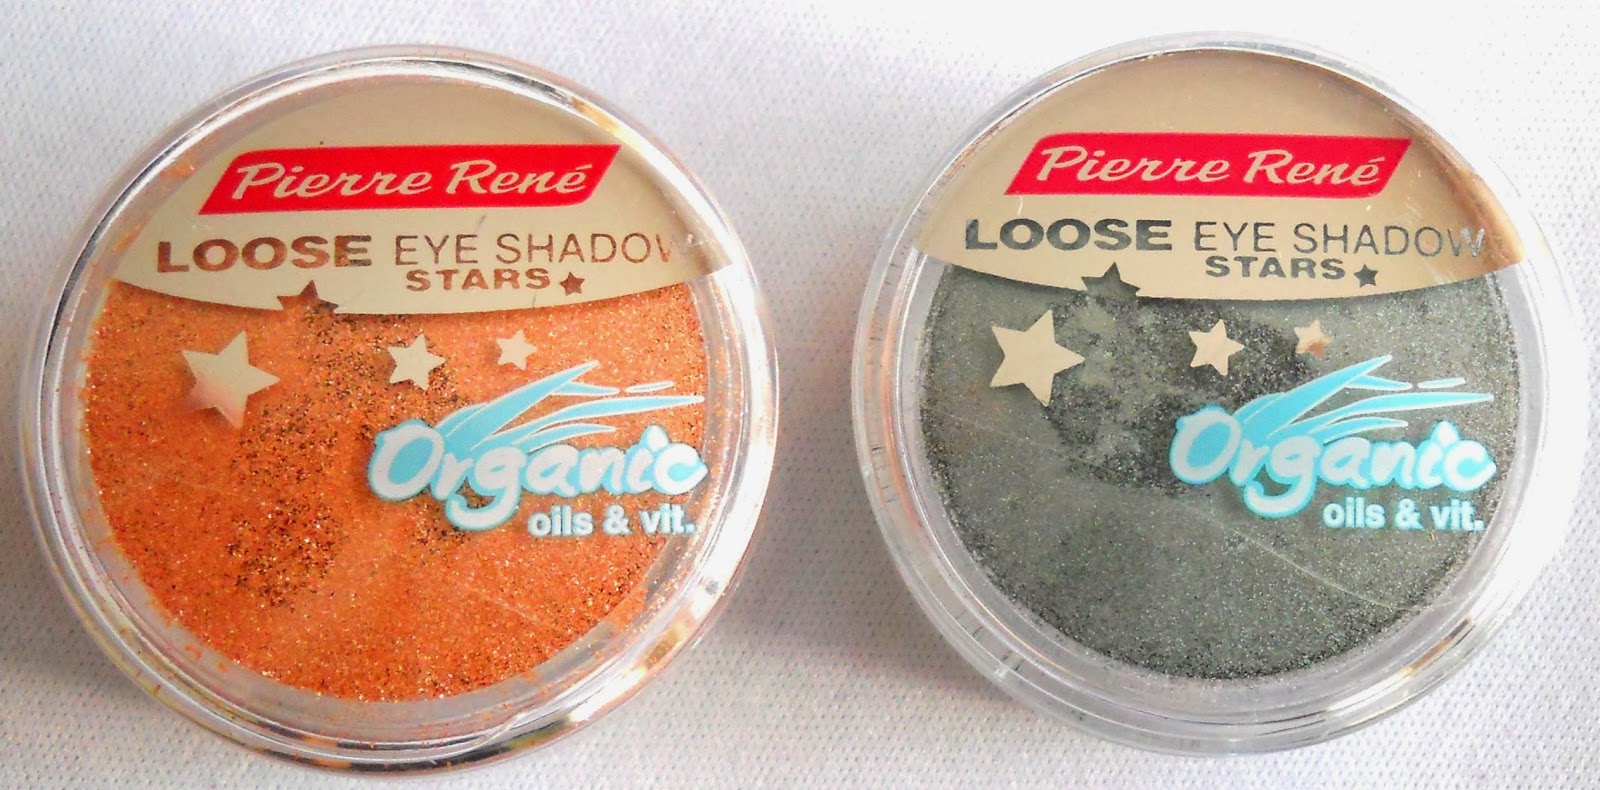 Pierre René
LOOSE EYE SHADOW
STARS
Organic
oils & vit.
Pierre René
LOOSE EYE SHADOW
STARS
Organic
oils & vit.